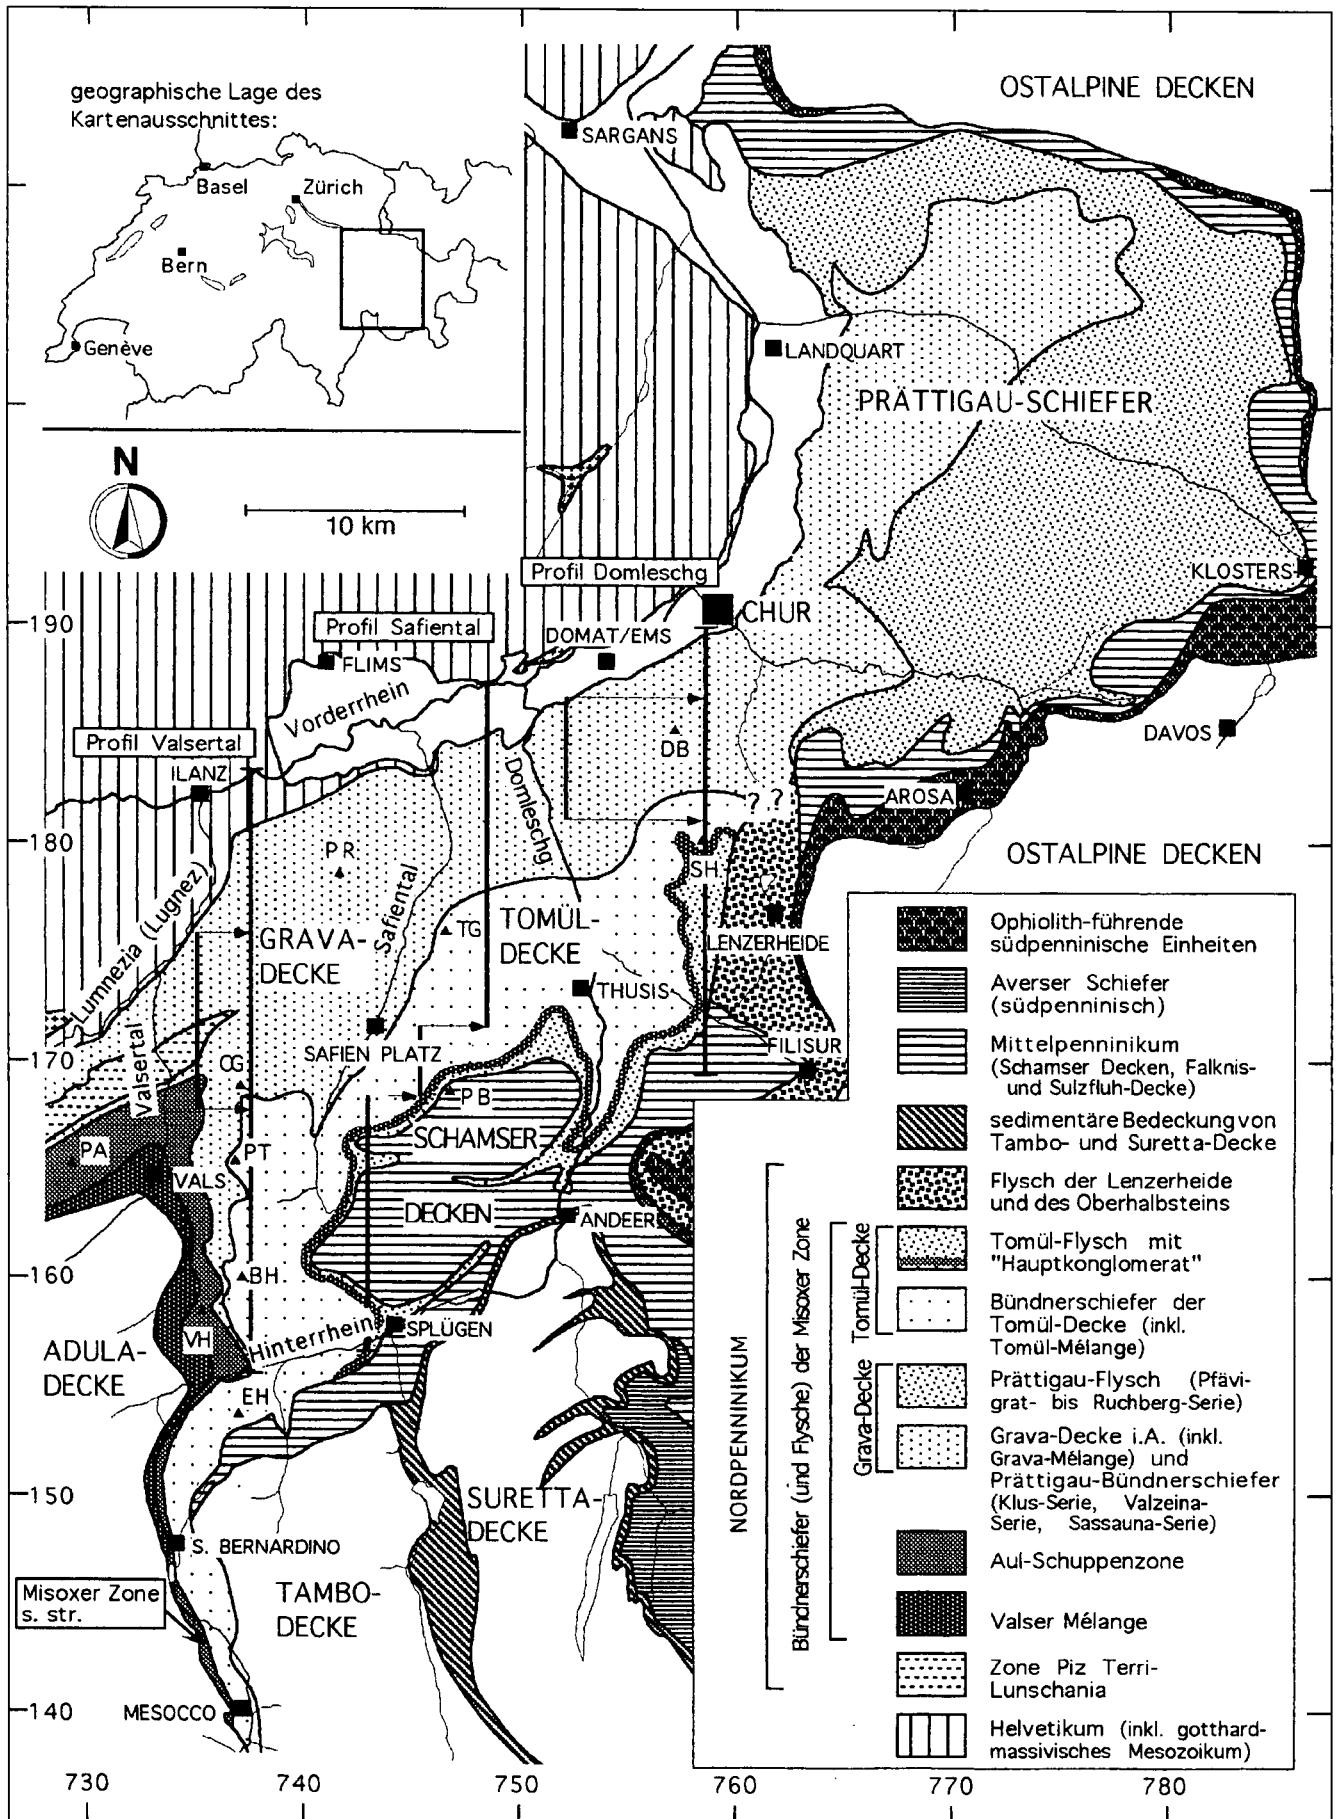 OSTALPINE DECKEN
geographische Lage des
Kartenausschnittes:
Basel
Zürich
Bern
Genève
SARGANS
LANDQUART
PRÄTTIGAU-SCHIEFER
N
10 km
Profil Domleschg
KLOSTERS
CHUR
190
Profil Safiental
DOMAT/EMS
FLIMS
Vorderrhein
DB
DAVOS
Profil Valsertal
ILANZ
Domleschg
? ?
AROSA
180
PR
SH
OSTALPINE DECKEN
Lumnezia (Lugnez)
Safiental
GRAVA-
DECKE
TG
TOMÜL-
DECKE
LENZERHEIDE
THUSIS
Valsertal
170
OG
SAFIEN PLATZ
FILISUR
PB
SCHAMSER
DECKEN
PA
PT
VALS
ANDEER
160
BH
ADULA-
DECKE
VH
Hinterrhein
SPLÜGEN
EH
150
SURETTA-
DECKE
S. BERNARDINO
Misoxer Zone
s. str.
TAMBO-
DECKE
MESOCCO
140
730
740
750
760
770
780
Ophiolith-führende
südpenninische Einheiten
Averser Schiefer
(südpenninisch)
Mittelpenninikum
(Schamser Decken, Falknis-
und Sulzfluh-Decke)
sedimentäre Bedeckung von
Tambo- und Suretta-Decke
Flysch der Lenzerheide
und des Oberhalbsteins
Tomül-Flysch mit
"Hauptkonglomerat"
Bündnerschiefer der
Tomül-Decke (inkl.
Tomül-Mélange)
Prättigau-Flysch (Pfävi-
grat- bis Ruchberg-Serie)
Grava-Decke i.A. (inkl.
Grava-Mélange) und
Prättigau-Bündnerschiefer
(Klus-Serie, Valzeina-
Serie, Sassauna-Serie)
Aul-Schuppenzone
Valser Mélange
Zone Piz Terri-
Lunschania
Helvetikum (inkl. gotthard-
massivisches Mesozoikum)
NORDPENNINIKUM
Bündnerschiefer (und Flysche) der Misoxer Zone
Tomül-Decke
Grava-Decke